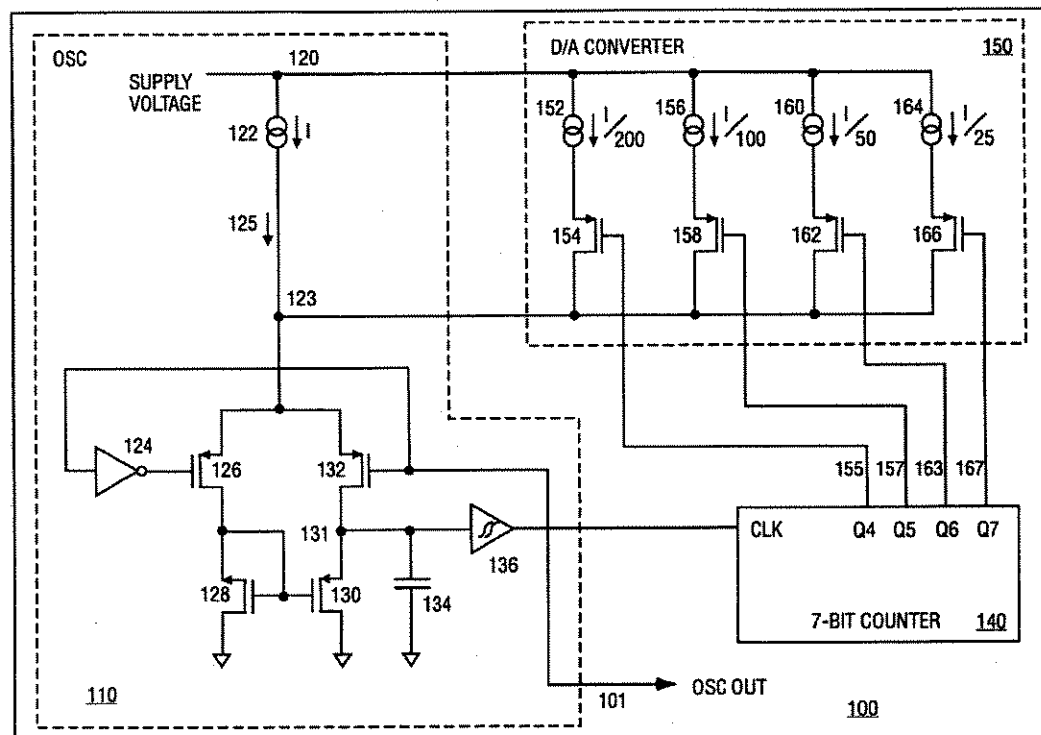 OSC
120
SUPPLY
VOLTAGE
122
I
125
123
D/A CONVERTER
150
152
I/200
156
I/100
160
I/50
164
I/25
154
158
162
166
124
126
132
131
128
130
134
136
155
157
163
167
CLK
Q4
Q5
Q6
Q7
7-BIT COUNTER
140
110
101
OSC OUT
100